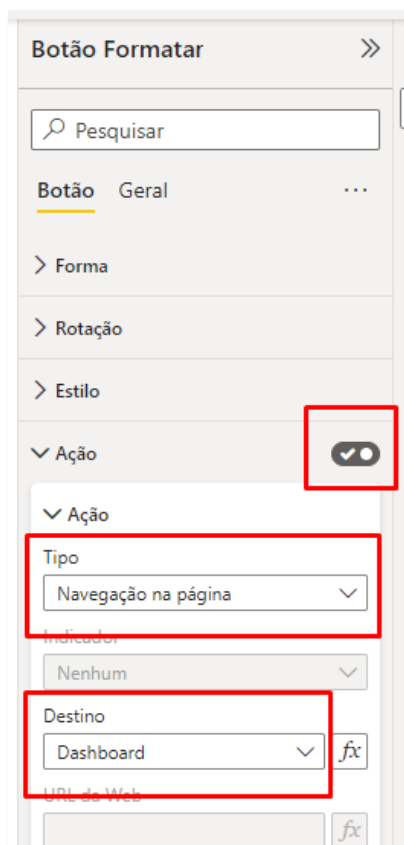 Botão Formatar
Pesquisar
Botão Geral ...
Forma
Rotação
Estilo
Ação
Ação
Tipo
Navegação na página
Indicador
Nenhum
Destino
Dashboard fx
URL da Web
fx